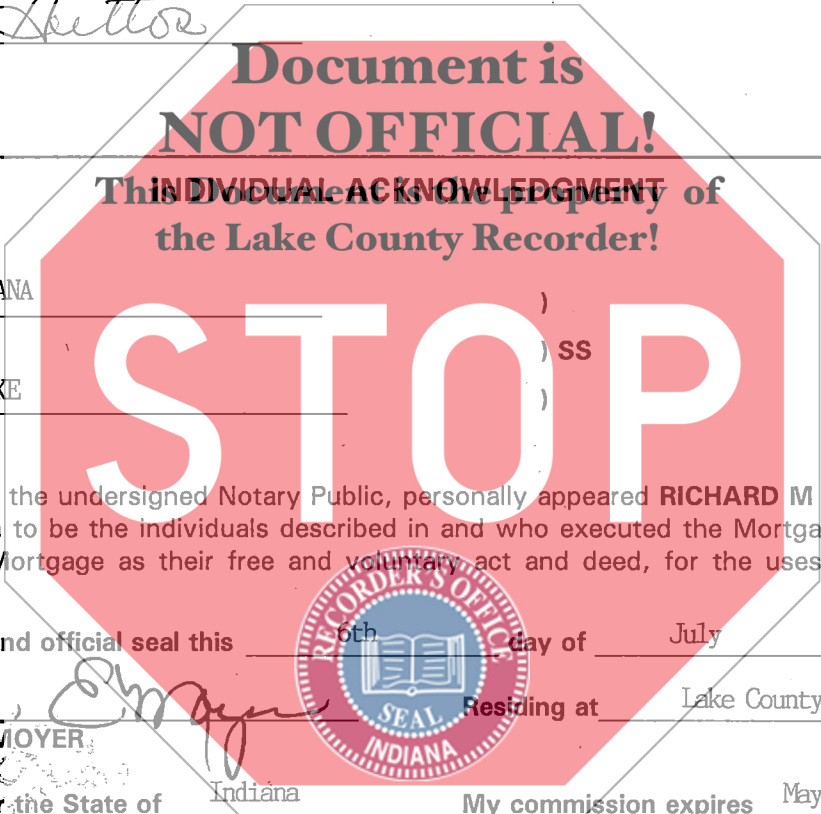 Hutton
Document is
NOT OFFICIAL!
INDIVIDUAL ACKNOWLEDGMENT
This Document is the property of
the Lake County Recorder!
ANA
)
) SS
KE
)
STOP
the undersigned Notary Public, personally appeared RICHARD M
to be the individuals described in and who executed the Mortga
Mortgage as their free and voluntary act and deed, for the uses
nd official seal this 6th day of July
Residing at Lake County
MOYER
RECORDER'S OFFICE
SEAL
INDIANA
r the State of Indiana My commission expires May